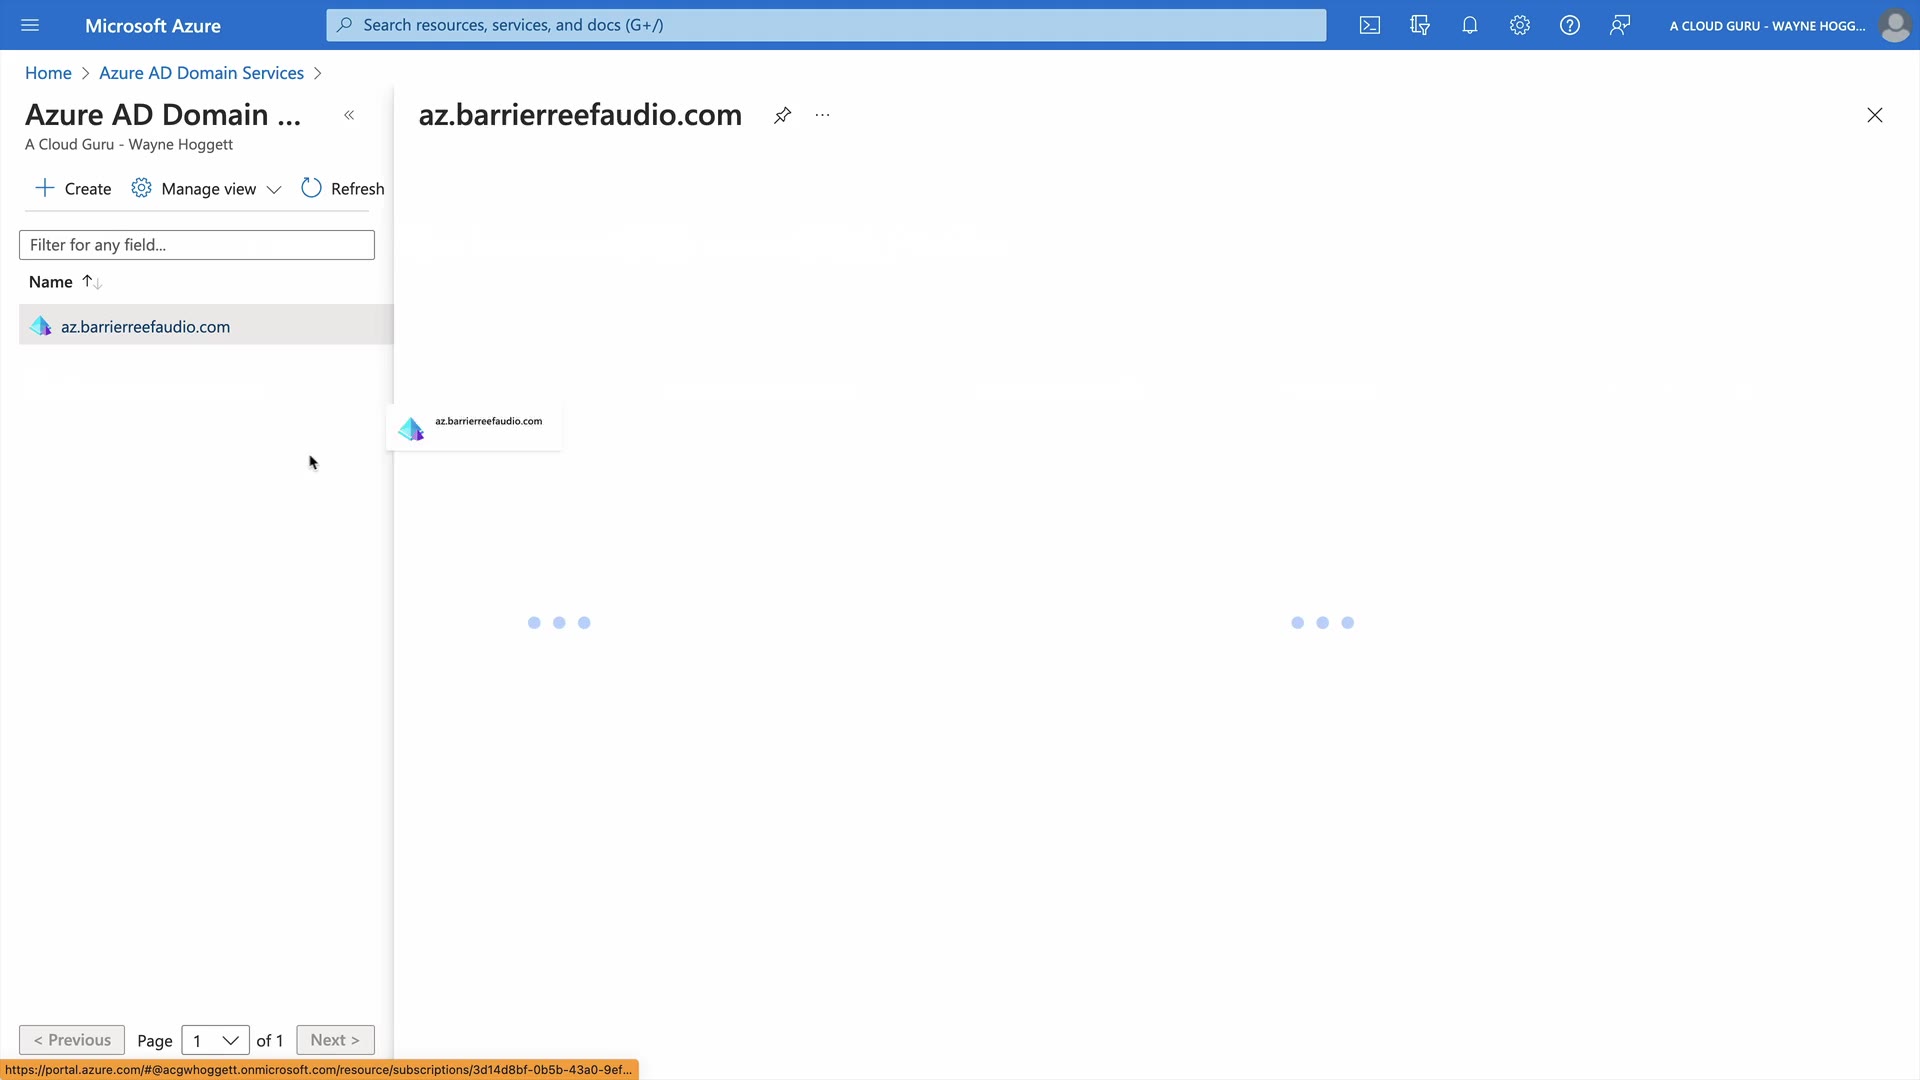 Microsoft Azure
Search resources, services, and docs (G+/)
A CLOUD GURU - WAYNE HOGG...
Home > Azure AD Domain Services >
Azure AD Domain ...
«
A Cloud Guru - Wayne Hoggett
az.barrierreefaudio.com
...
+ Create
Manage view
Refresh
Filter for any field...
Name ↑↓
az.barrierreefaudio.com
az.barrierreefaudio.com
< Previous
Page
1
of 1
Next >
https://portal.azure.com/#@acgwhoggett.onmicrosoft.com/resource/subscriptions/3d14d8bf-0b5b-43a0-9ef...